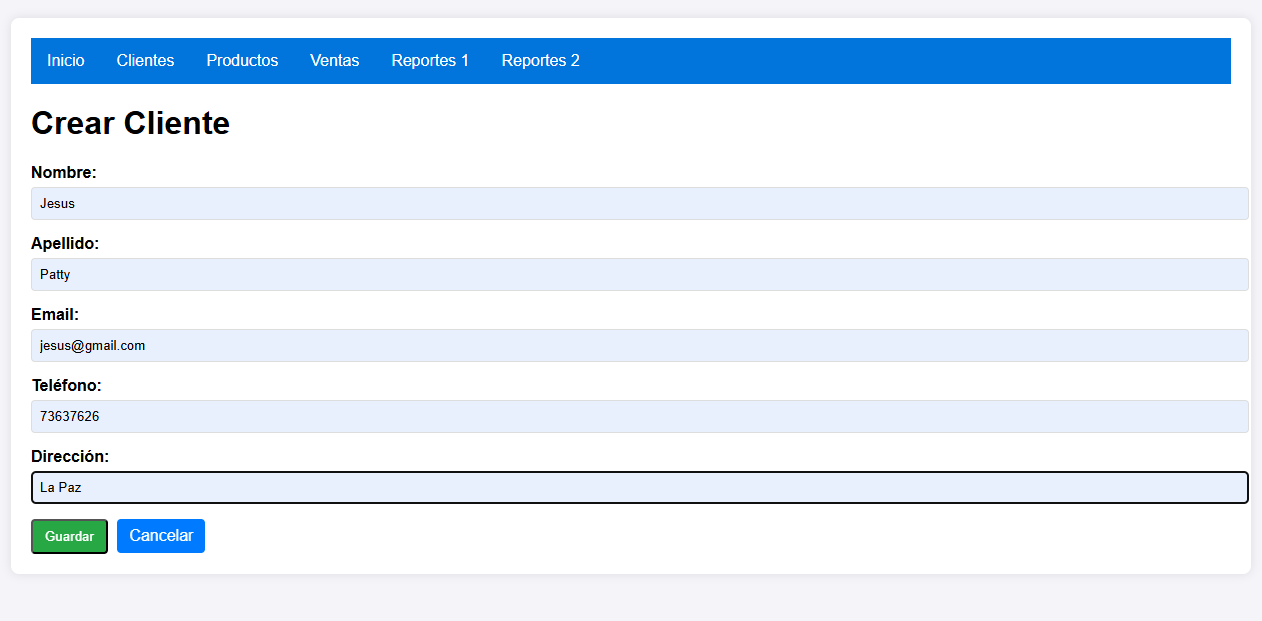 Inicio Clientes Productos Ventas Reportes 1 Reportes 2
Crear Cliente
Nombre:
Jesus
Apellido:
Patty
Email:
jesus@gmail.com
Teléfono:
73637626
Dirección:
La Paz
Guardar Cancelar